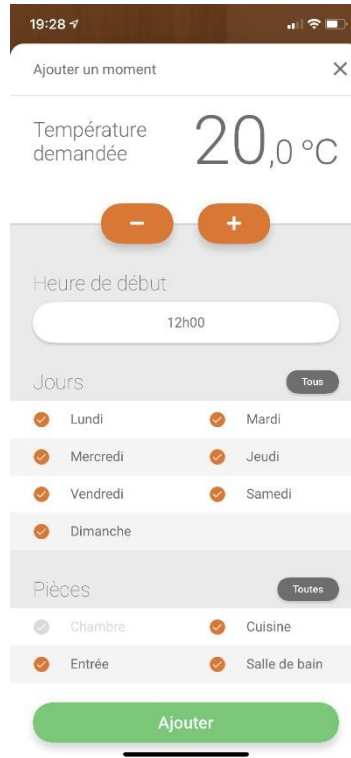 19:28
Ajouter un moment
Température
demandée
20,0 °C
Heure de début
12h00
Jours
Tous
Lundi
Mardi
Mercredi
Jeudi
Vendredi
Samedi
Dimanche
Pièces
Toutes
Chambre
Cuisine
Entrée
Salle de bain
Ajouter